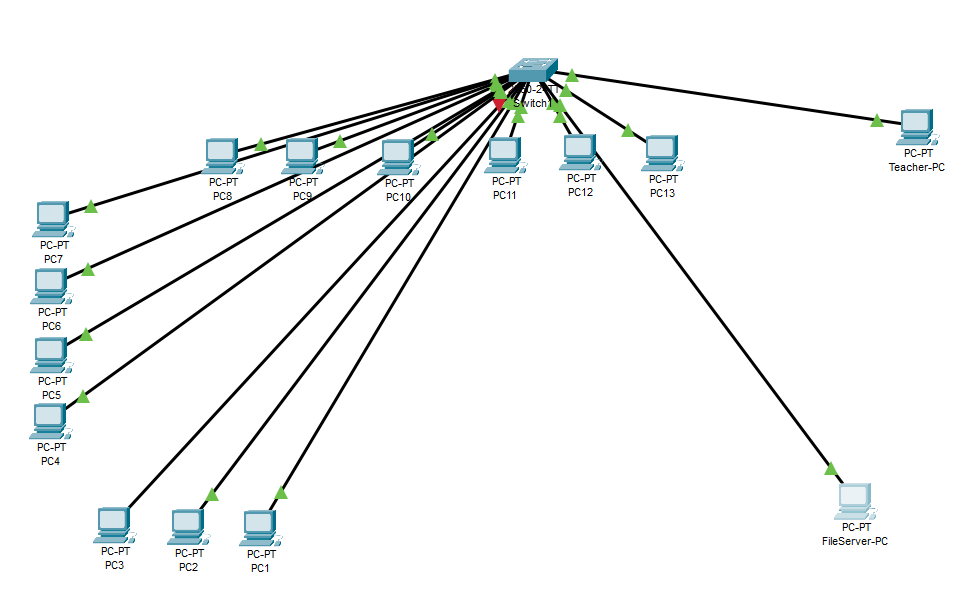 Switch1
PC-PT
PC8
PC-PT
PC9
PC-PT
PC10
PC-PT
PC11
PC-PT
PC12
PC-PT
PC13
PC-PT
Teacher-PC
PC-PT
PC7
PC-PT
PC6
PC-PT
PC5
PC-PT
PC4
PC-PT
PC3
PC-PT
PC2
PC-PT
PC1
PC-PT
FileServer-PC